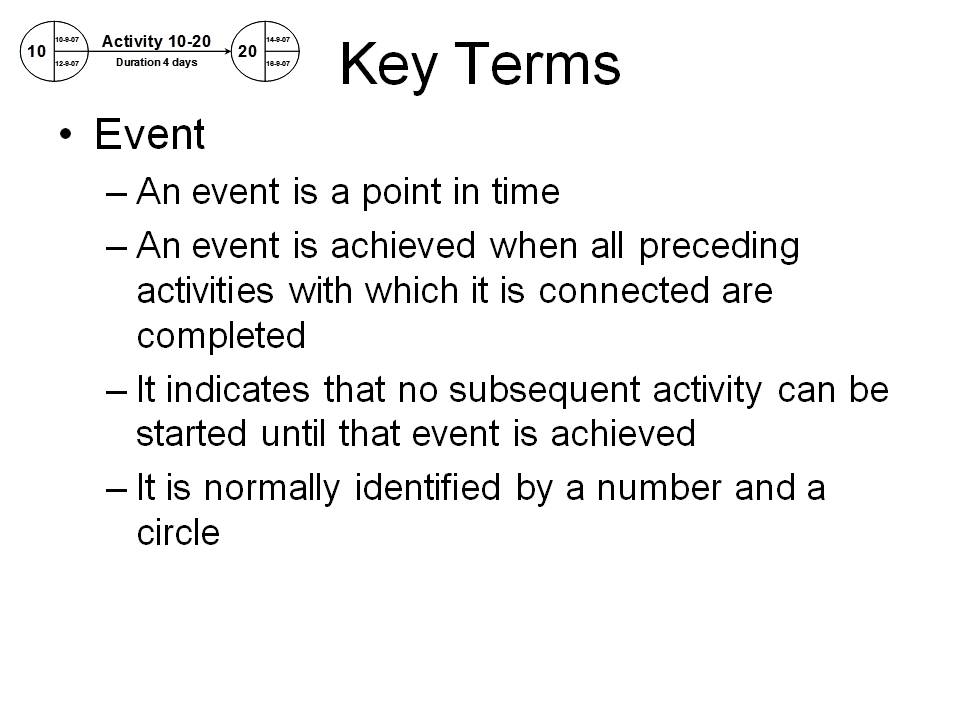 10
10-9-07
12-9-07
Activity 10-20
Duration 4 days
20
14-9-07
16-9-07
Key Terms
• Event
– An event is a point in time
– An event is achieved when all preceding
activities with which it is connected are
completed
– It indicates that no subsequent activity can be
started until that event is achieved
– It is normally identified by a number and a
circle